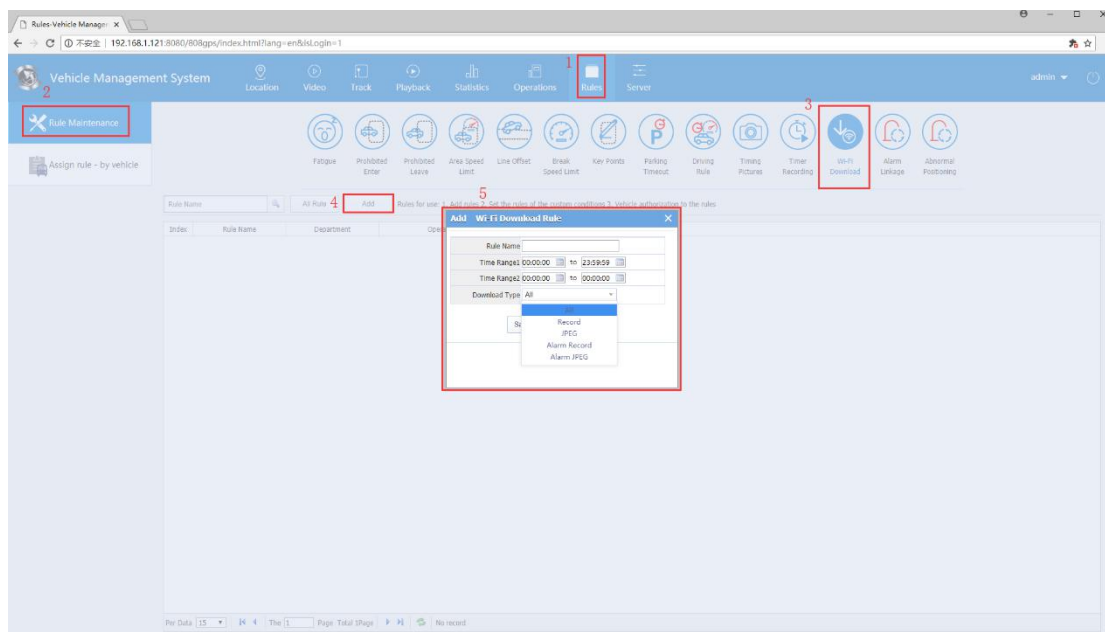 Rules-Vehicle Manager
不安全 | 192.168.1.121:8080/808gps/index.html?lang=en&isLogin=1
Vehicle Management System
Location
Video
Track
Playback
Statistics
Operations
1
Rules
Server
admin
2
Rule Maintenance
Assign rule - by vehicle
3
Fatigue
Prohibited Enter
Prohibited Leave
Area Speed Limit
Line Offset
Break Speed Limit
Key Points
Parking Timeout
Driving Rule
Timing Pictures
Timer Recording
Wi-Fi Download
Alarm Linkage
Abnormal Positioning
Rule Name
All Rule
4
Add
Rules for use: 1. Add rules 2. Set the rules of the custom conditions 3. Vehicle authorization to the rules
5
Index Rule Name Department Oper
Add Wi-Fi Download Rule
Rule Name
Time Range1 00:00:00 to 23:59:59
Time Range2 00:00:00 to 00:00:00
Download Type All
All
Record
JPEG
Alarm Record
Alarm JPEG
Sa
Per Data 15 The 1 Page Total 1Page No record